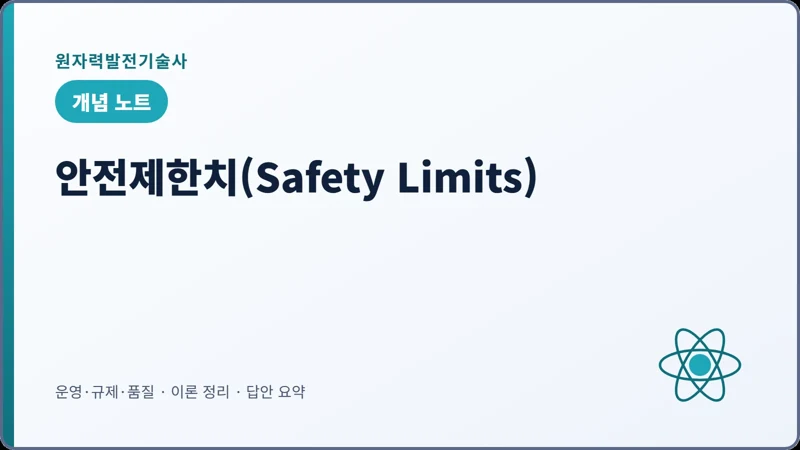 원자력발전기술사
개념 노트
안전제한치(Safety Limits)
운영·규제·품질 · 이론 정리 · 답안 요약